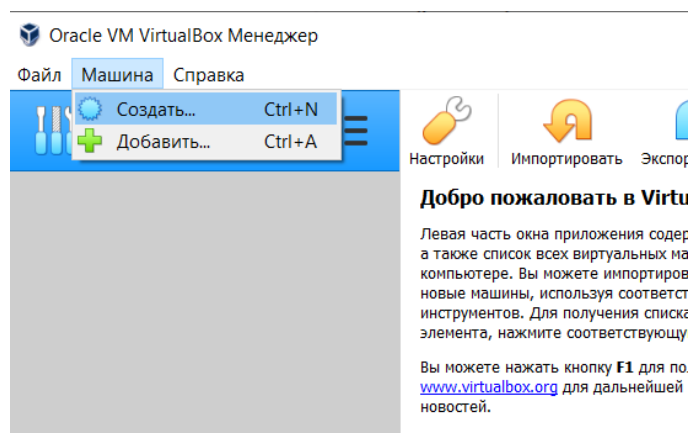 Oracle VM VirtualBox Менеджер
Файл Машина Справка
Создать... Ctrl+N
Добавить... Ctrl+A
Настройки Импортировать
Добро пожаловать в
Левая часть окна приложения
а также список всех виртуальных
компьютере. Вы можете
новые машины, используя
инструментов. Для получения
элемента, нажмите
Вы можете нажать кнопку F1 для
www.virtualbox.org для дальнейшей
новостей.